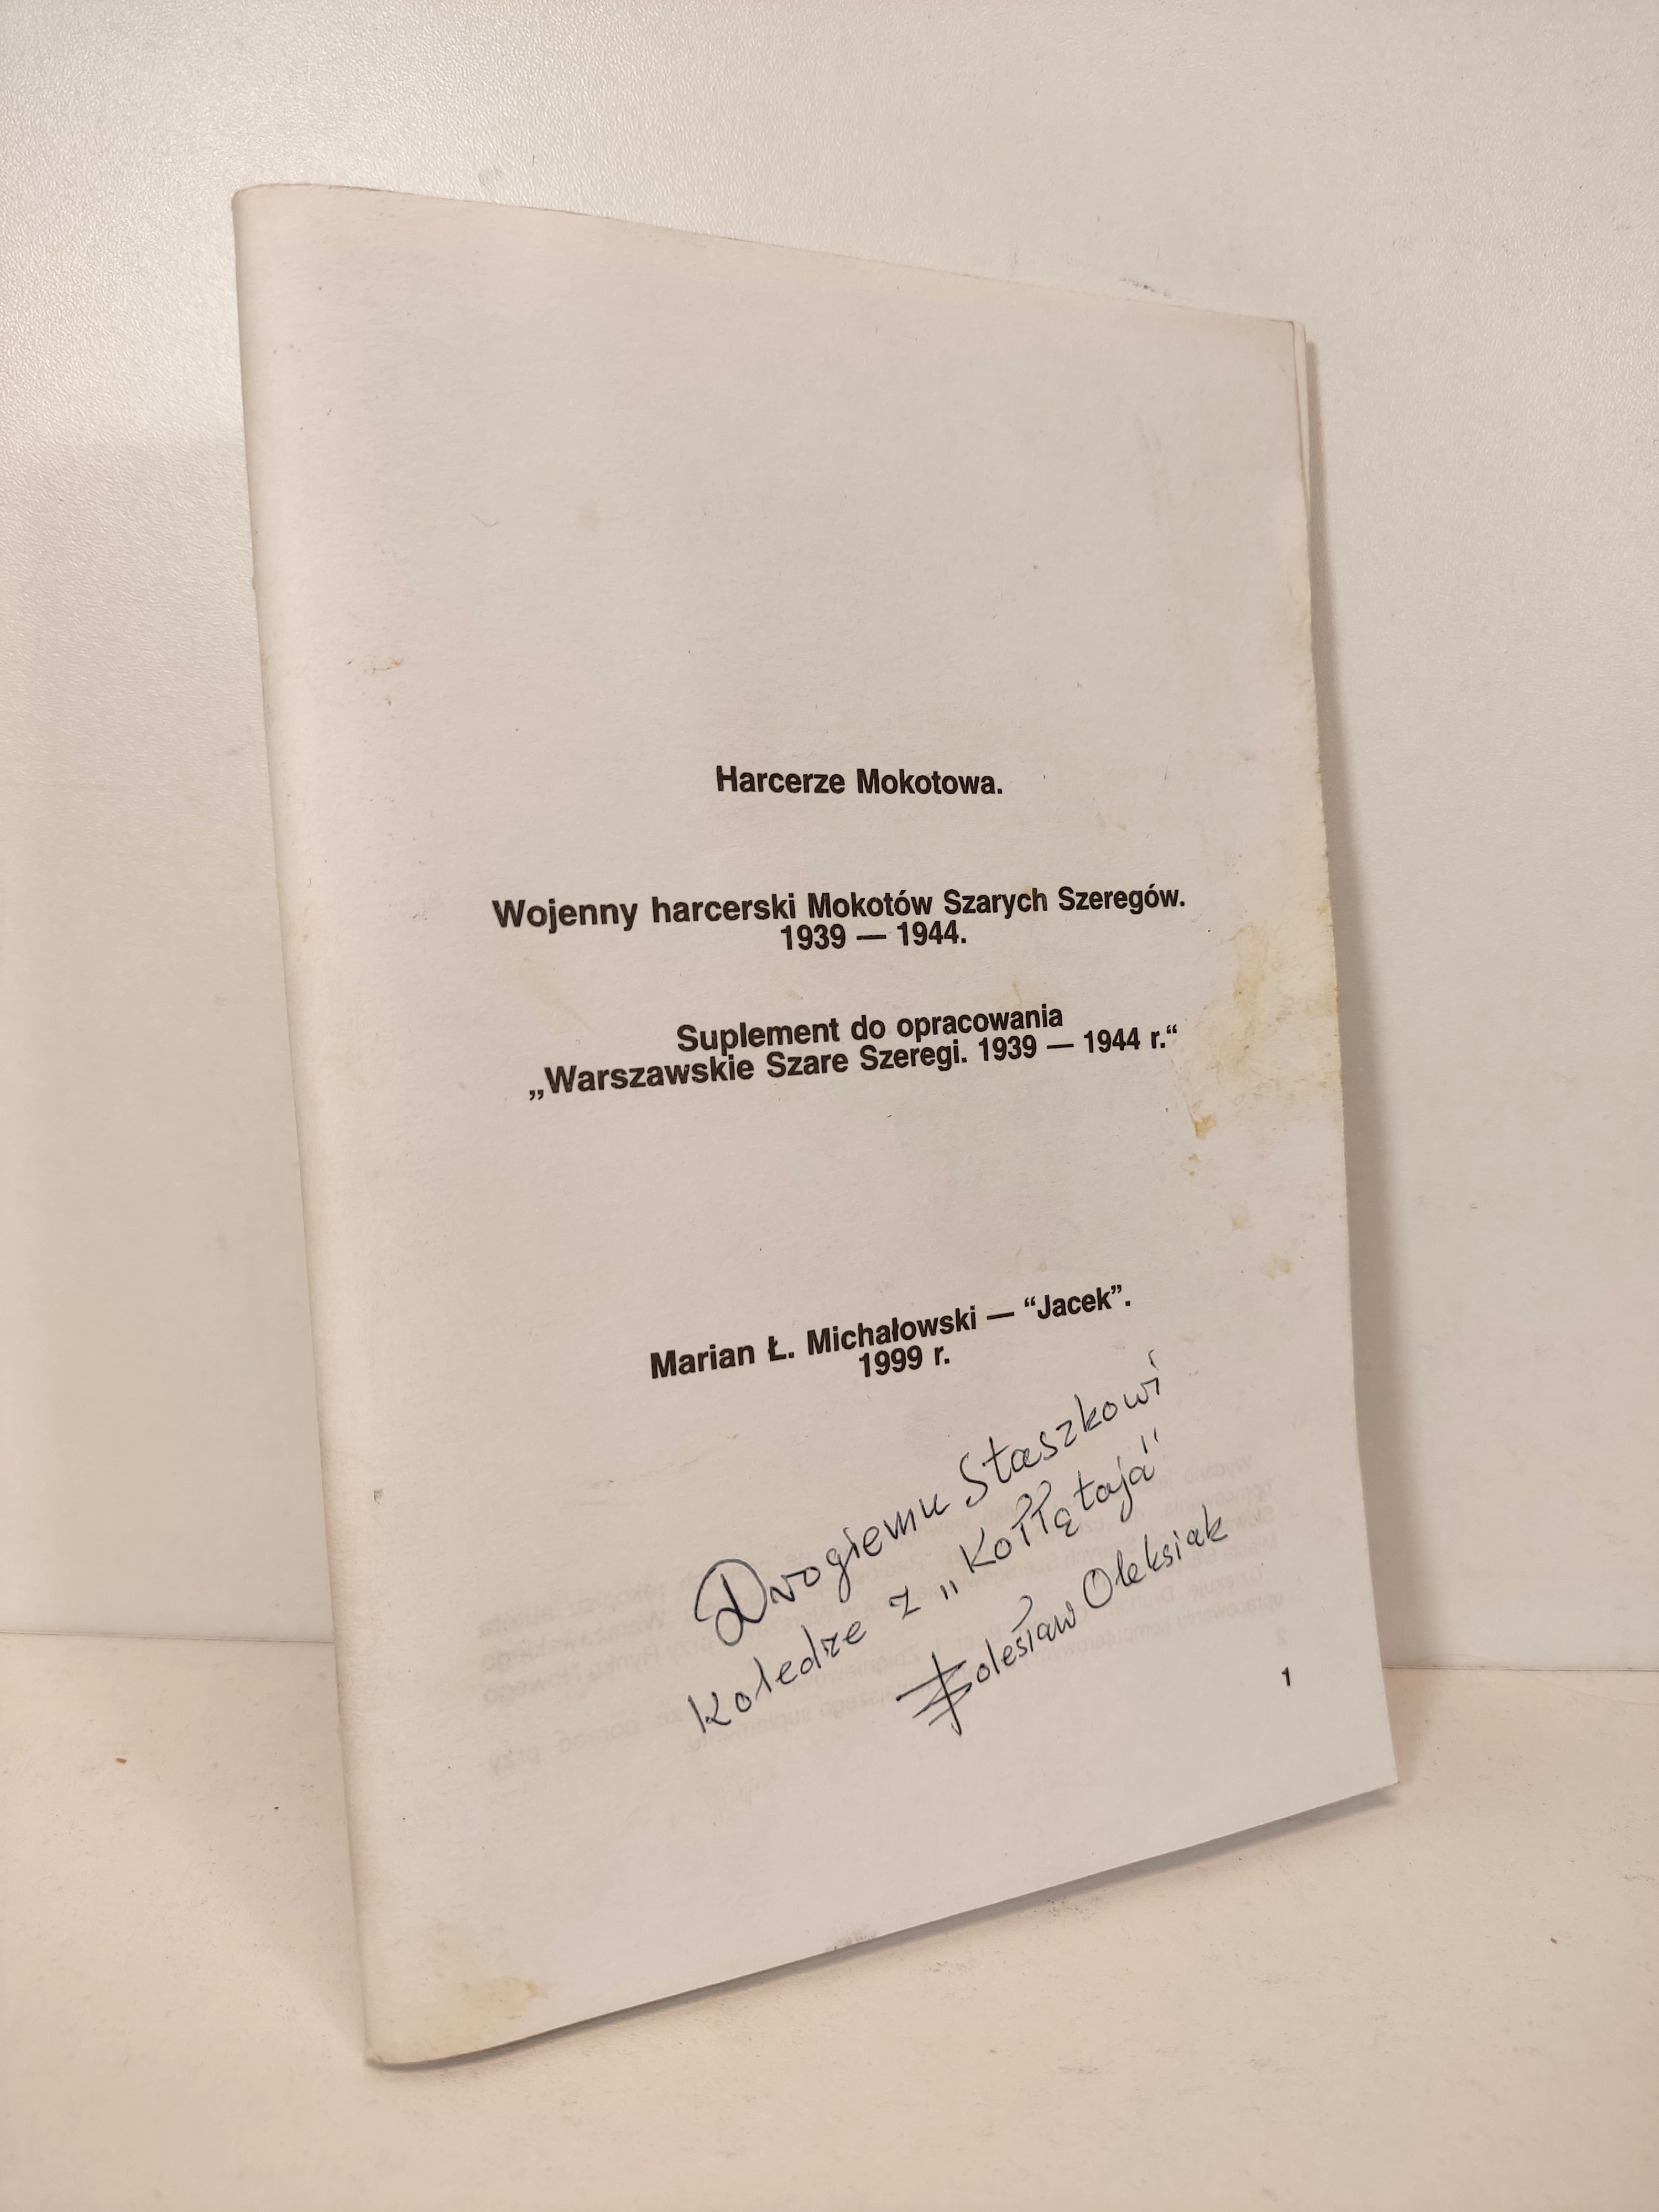 Harcerze Mokotowa.
Wojenny harcerski Mokotów Szarych Szeregów.
1939 — 1944.
Suplement do opracowania
„Warszawskie Szare Szeregi. 1939 — 1944 r.“
Marian Ł. Michałowski — “Jacek”.
1999 r.
Drogiemu Staszkowi
Koledze z „Kołłątaja"
Bolesław Oleksiak
1